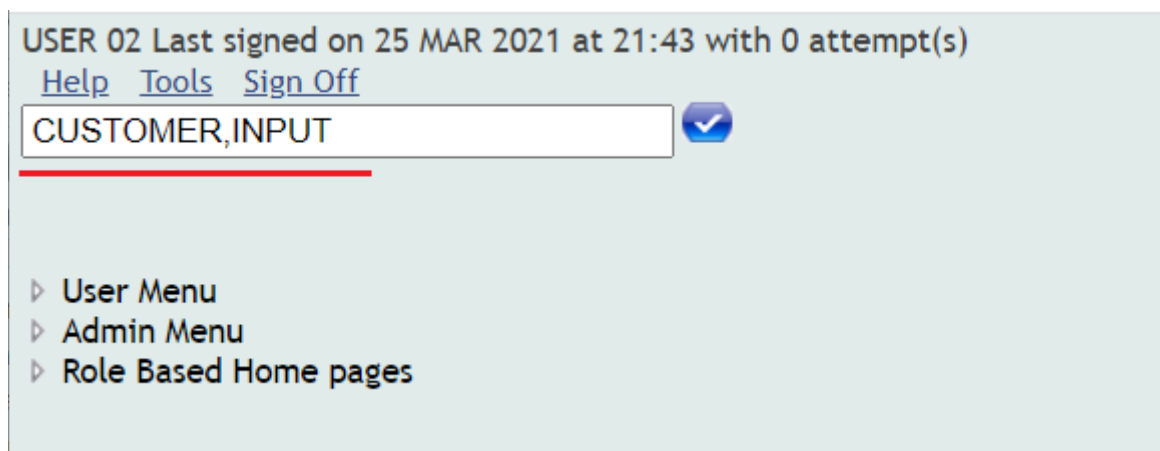 USER 02 Last signed on 25 MAR 2021 at 21:43 with 0 attempt(s)
Help Tools Sign Off
CUSTOMER,INPUT
User Menu
Admin Menu
Role Based Home pages